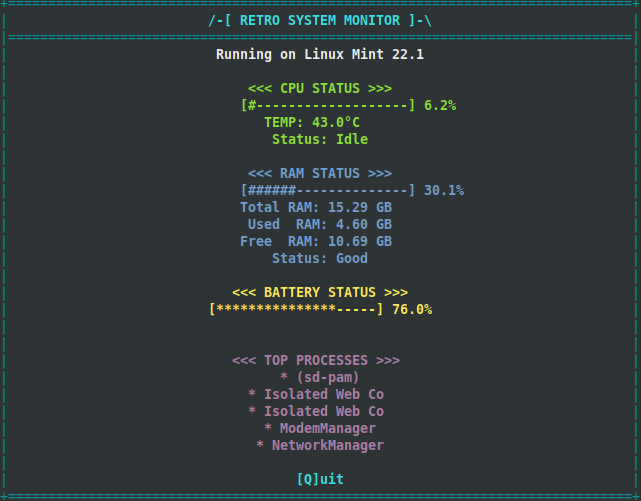 /-[ RETRO SYSTEM MONITOR ]-\
Running on Linux Mint 22.1
<<< CPU STATUS >>>
[#-------------------] 6.2%
TEMP: 43.0°C
Status: Idle
<<< RAM STATUS >>>
[######--------------] 30.1%
Total RAM: 15.29 GB
Used  RAM: 4.60 GB
Free  RAM: 10.69 GB
Status: Good
<<< BATTERY STATUS >>>
[***************-----] 76.0%
<<< TOP PROCESSES >>>
* (sd-pam)
* Isolated Web Co
* Isolated Web Co
* ModemManager
* NetworkManager
[Q]uit